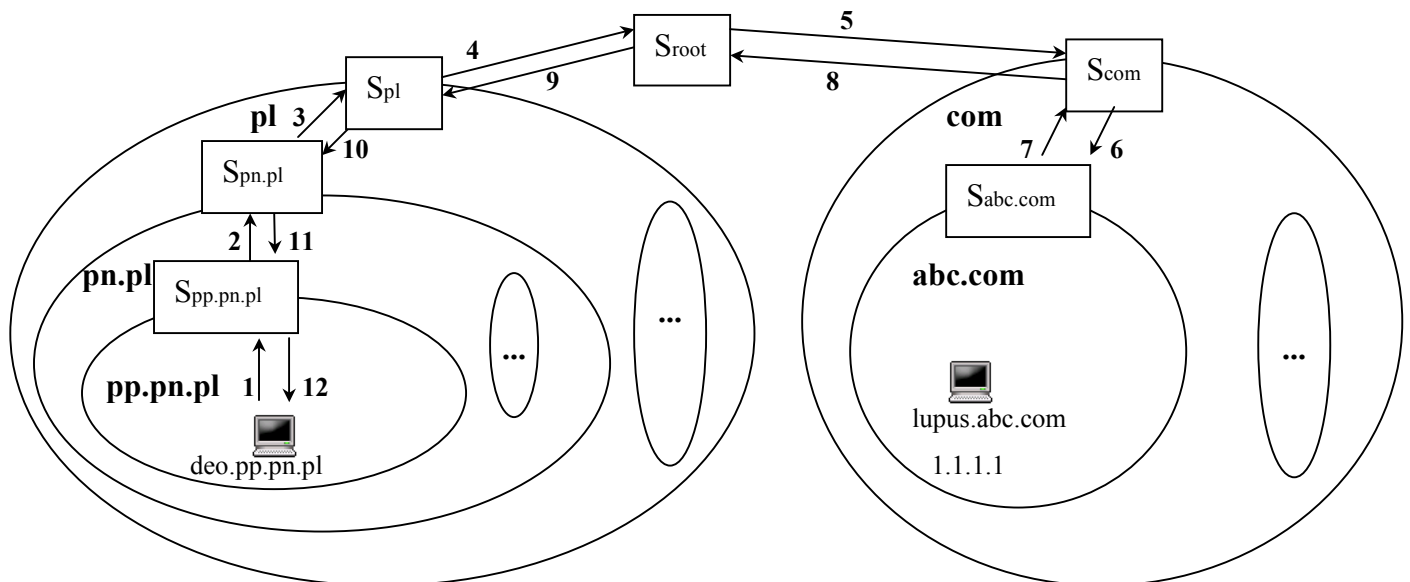 5
4
Sroot
Scom
Spl
9
8
pl
3
com
10
7
6
Spn.pl
Sabc.com
2
11
pn.pl
abc.com
Spp.pn.pl
...
...
...
pp.pn.pl
1
12
lupus.abc.com
deo.pp.pn.pl
1.1.1.1